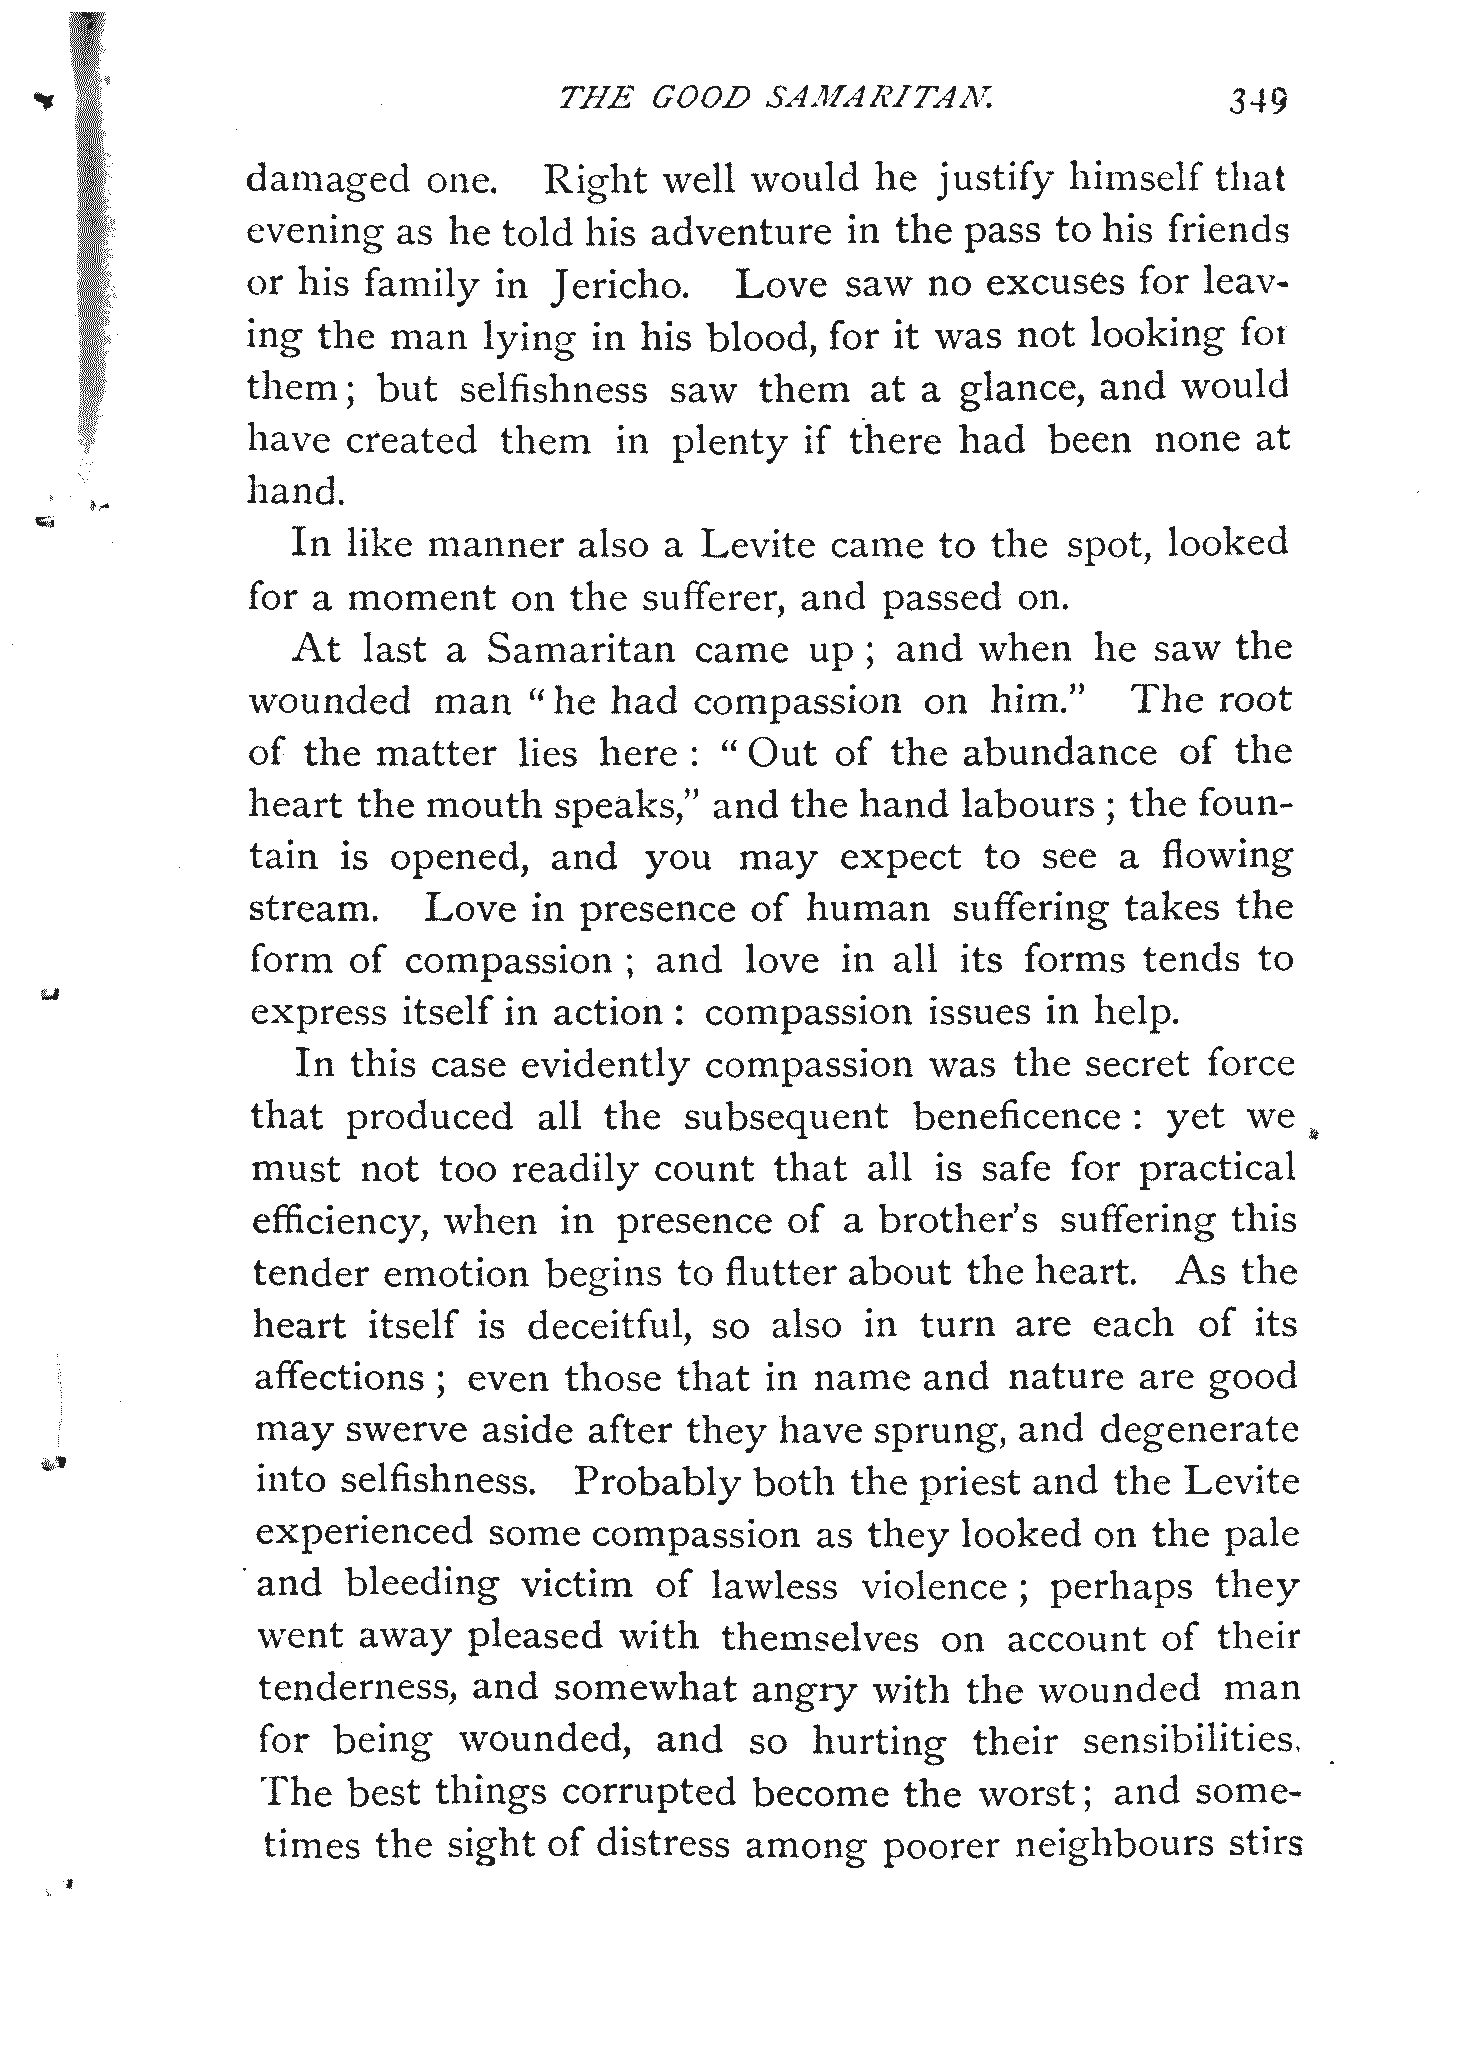 THE GOOD SAMARITAN. 349
damaged one. Right well would he justify himself that
evening as he told his adventure in the pass to his friends
or his family in Jericho. Love saw no excuses for leav-
ing the man lying in his blood, for it was not looking for
them; but selfishness saw them at a glance, and would
have created them in plenty if there had been none at
hand.
In like manner also a Levite came to the spot, looked
for a moment on the sufferer, and passed on.
At last a Samaritan came up; and when he saw the
wounded man "he had compassion on him." The root
of the matter lies here: "Out of the abundance of the
heart the mouth speaks," and the hand labours; the foun-
tain is opened, and you may expect to see a flowing
stream. Love in presence of human suffering takes the
form of compassion; and love in all its forms tends to
express itself in action: compassion issues in help.
In this case evidently compassion was the secret force
that produced all the subsequent beneficence: yet we
must not too readily count that all is safe for practical
efficiency, when in presence of a brother's suffering this
tender emotion begins to flutter about the heart. As the
heart itself is deceitful, so also in turn are each of its
affections; even those that in name and nature are good
may swerve aside after they have sprung, and degenerate
into selfishness. Probably both the priest and the Levite
experienced some compassion as they looked on the pale
and bleeding victim of lawless violence; perhaps they
went away pleased with themselves on account of their
tenderness, and somewhat angry with the wounded man
for being wounded, and so hurting their sensibilities.
The best things corrupted become the worst; and some-
times the sight of distress among poorer neighbours stirs